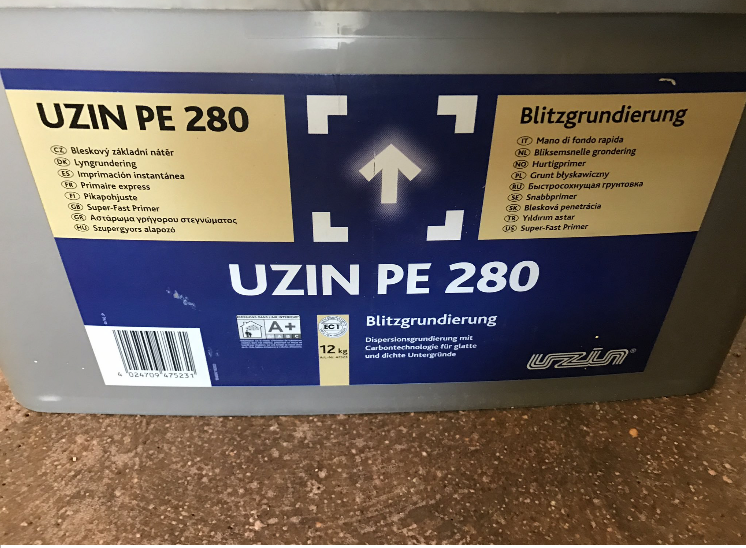 UZIN PE 280
CZ Bleskový základní nátěr
DK Lyngrundering
ES Imprimación instantánea
FR Primaire express
FI Pikapohjuste
GB Super-Fast Primer
GR Αστάρωμα γρήγορου στεγνώματος
HU Szupergyors alapozó
Blitzgrundierung
IT Mano di fondo rapida
NL Bliksemsnelle grondering
NO Hurtigprimer
PL Grunt błyskawiczny
RU Быстросохнущая грунтовка
SE Snabbprimer
SK Blesková penetrácia
TR Yıldırım astar
US Super-Fast Primer
UZIN PE 280
Blitzgrundierung
Dispersionsgrundierung mit
Carbontechnologie für glatte
und dichte Untergründe
A+
EC 1
12 kg
uzin®
4 024709 475231